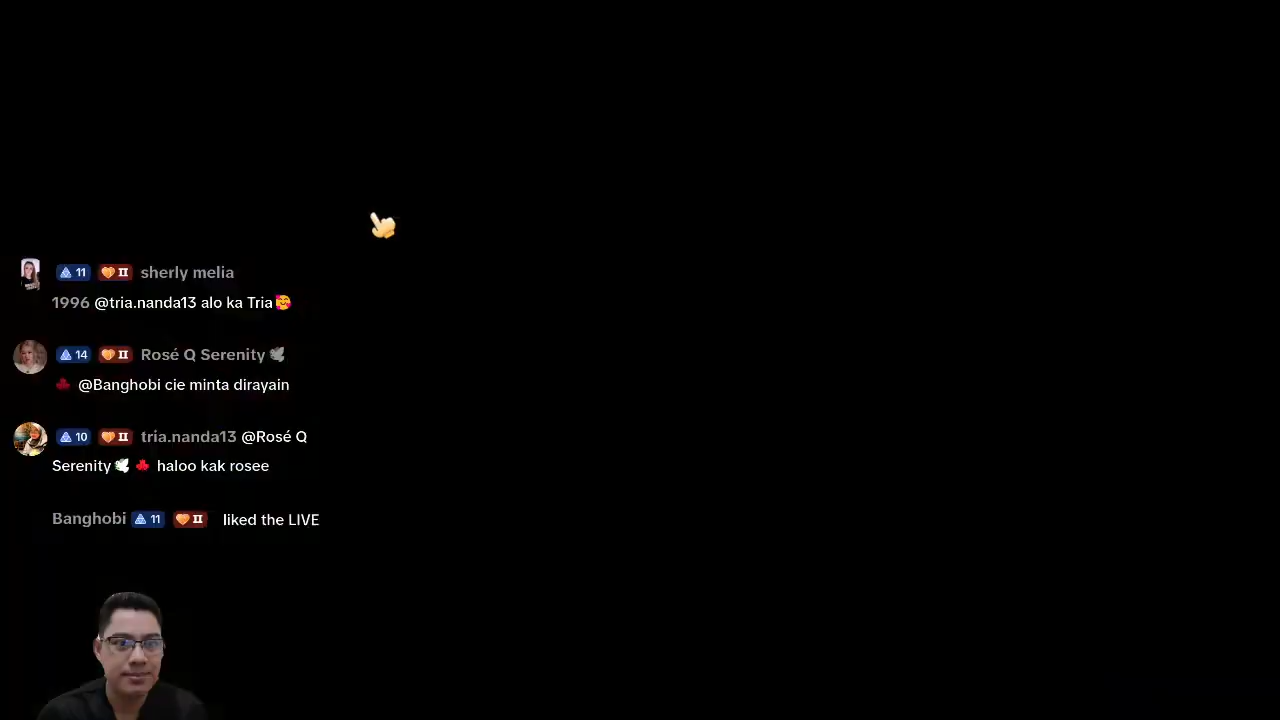 11 II sherly melia
1996 @tria.nanda13 alo ka Tria🥰
14 II Rosé Q Serenity🕊️
♣️ @Banghobi cie minta dirayain
10 II tria.nanda13 @Rosé Q
Serenity🕊️ ♣️ haloo kak rosee
Banghobi 11 II liked the LIVE